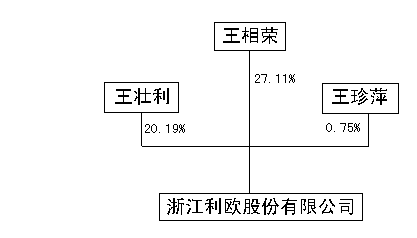 王相荣
27.11%
王壮利
王珍萍
20.19%
0.75%
浙江利欧股份有限公司